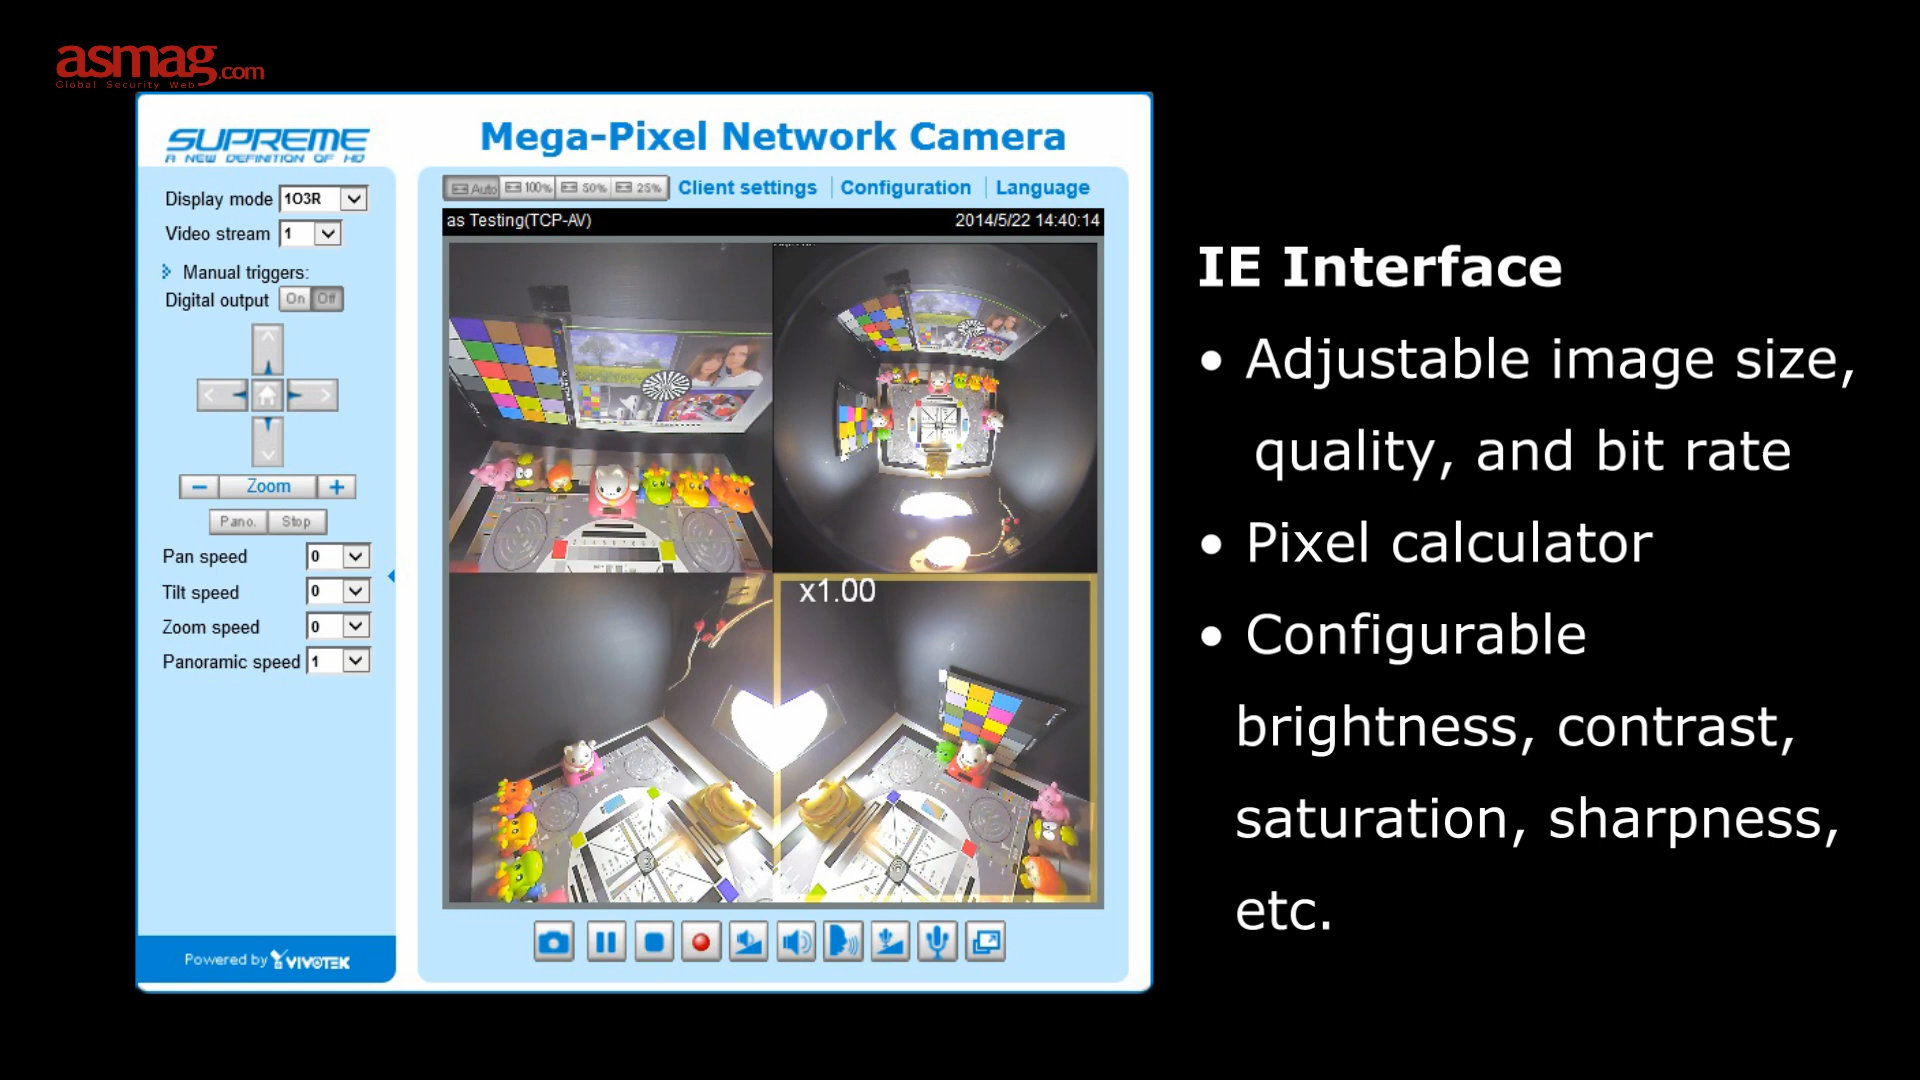 asmag.com
Global Security Web
SUPREME
A NEW DEFINITION OF HD
Mega-Pixel Network Camera
Display mode 1O3R
Video stream 1
Manual triggers:
Digital output On Off
Zoom
Pano. Stop
Pan speed 0
Tilt speed 0
Zoom speed 0
Panoramic speed 1
Powered by VIVOTEK
Auto 100% 50% 25% Client settings Configuration Language
as Testing(TCP-AV) 2014/5/22 14:40:14
x1.00
IE Interface
• Adjustable image size,
quality, and bit rate
• Pixel calculator
• Configurable
brightness, contrast,
saturation, sharpness,
etc.